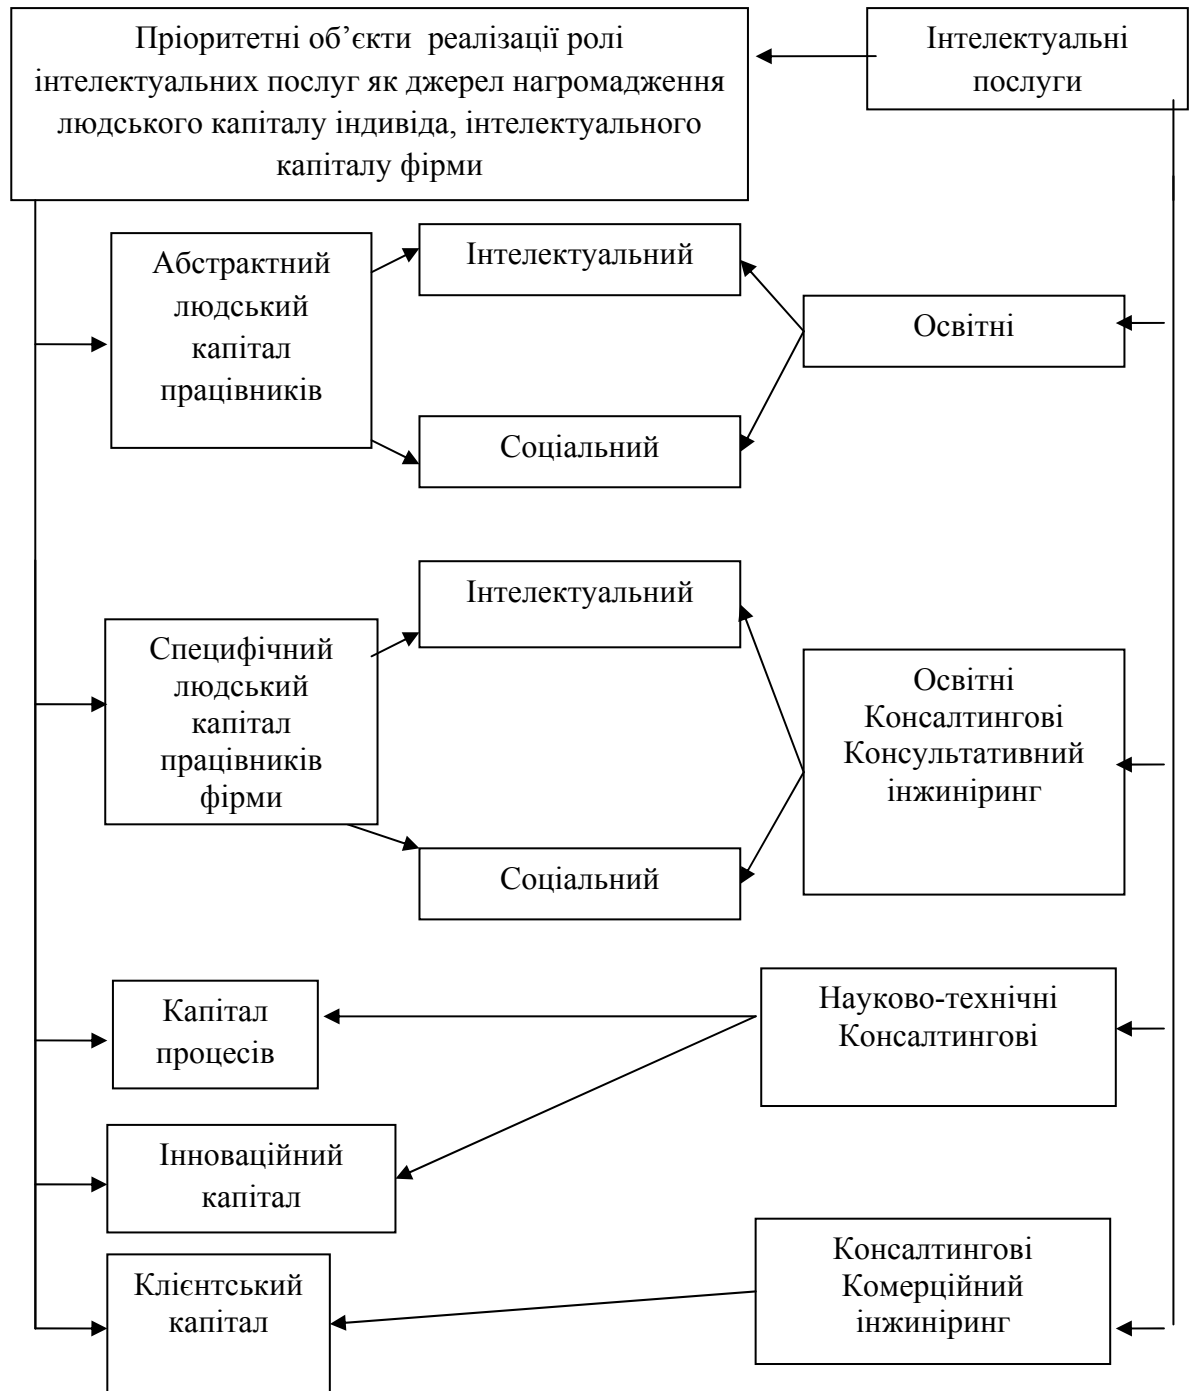 Пріоритетні об’єкти реалізації ролі
інтелектуальних послуг як джерел нагромадження
людського капіталу індивіда, інтелектуального
капіталу фірми
Інтелектуальні
послуги
Абстрактний
людський
капітал
працівників
Інтелектуальний
Освітні
Соціальний
Інтелектуальний
Специфічний
людський
капітал
працівників
фірми
Освітні
Консалтингові
Консультативний
інжиніринг
Соціальний
Капітал
процесів
Науково-технічні
Консалтингові
Інноваційний
капітал
Консалтингові
Комерційний
інжиніринг
Клієнтський
капітал